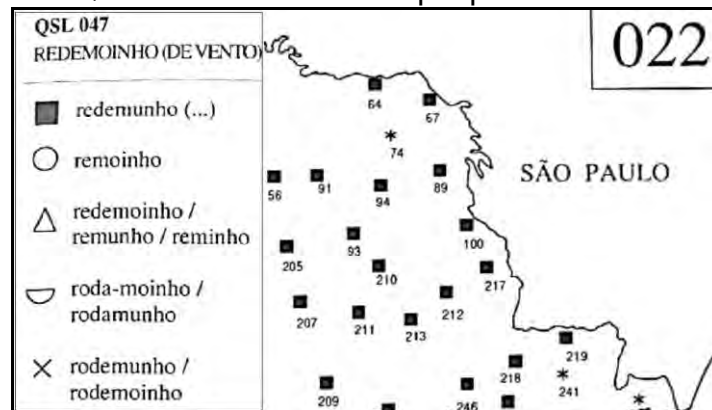 QSL 047
REDEMOINHO (DE VENTO)
022
redemunho (...)
remoinho
redemoinho /
remunho / reminho
roda-moinho /
rodamunho
rodemunho /
rodemoinho
SÃO PAULO
64
67
74
56
91
94
89
93
100
205
210
217
207
211
213
212
219
218
241
209
246